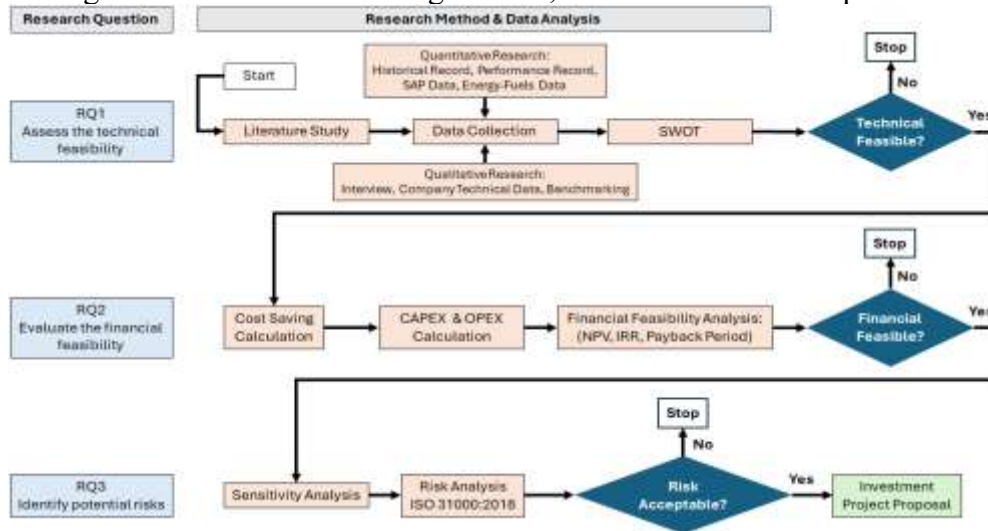 Research Question
Research Method & Data Analysis
Start
Quantitative Research:
Historical Record, Performance Record,
SAP Data, Energy-Fuels Data
Stop
No
RQ1
Assess the technical
feasibility
Literature Study
Data Collection
SWOT
Technical
Feasible?
Yes
Qualitative Research:
Interview, Company Technical Data, Benchmarking
Stop
No
RQ2
Evaluate the financial
feasibility
Cost Saving
Calculation
CAPEX & OPEX
Calculation
Financial Feasibility Analysis:
(NPV, IRR, Payback Period)
Financial
Feasible?
Yes
Stop
No
RQ3
Identify potential risks
Sensitivity Analysis
Risk Analysis
ISO 31000:2018
Risk
Acceptable?
Yes
Investment
Project Proposal